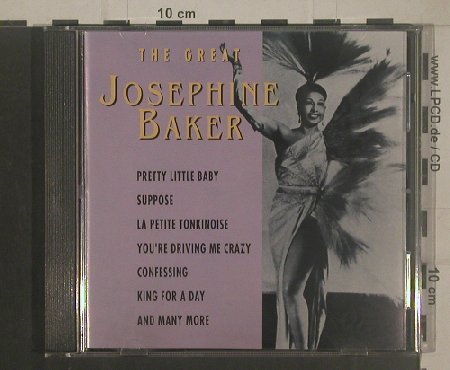 10 cm
THE GREAT
JOSEPHINE
BAKER
PRETTY LITTLE BABY
SUPPOSE
LA PETITE TONKINOISE
YOU'RE DRIVING ME CRAZY
CONFESSING
KING FOR A DAY
AND MANY MORE
www.LPCD.de / CD
10 cm